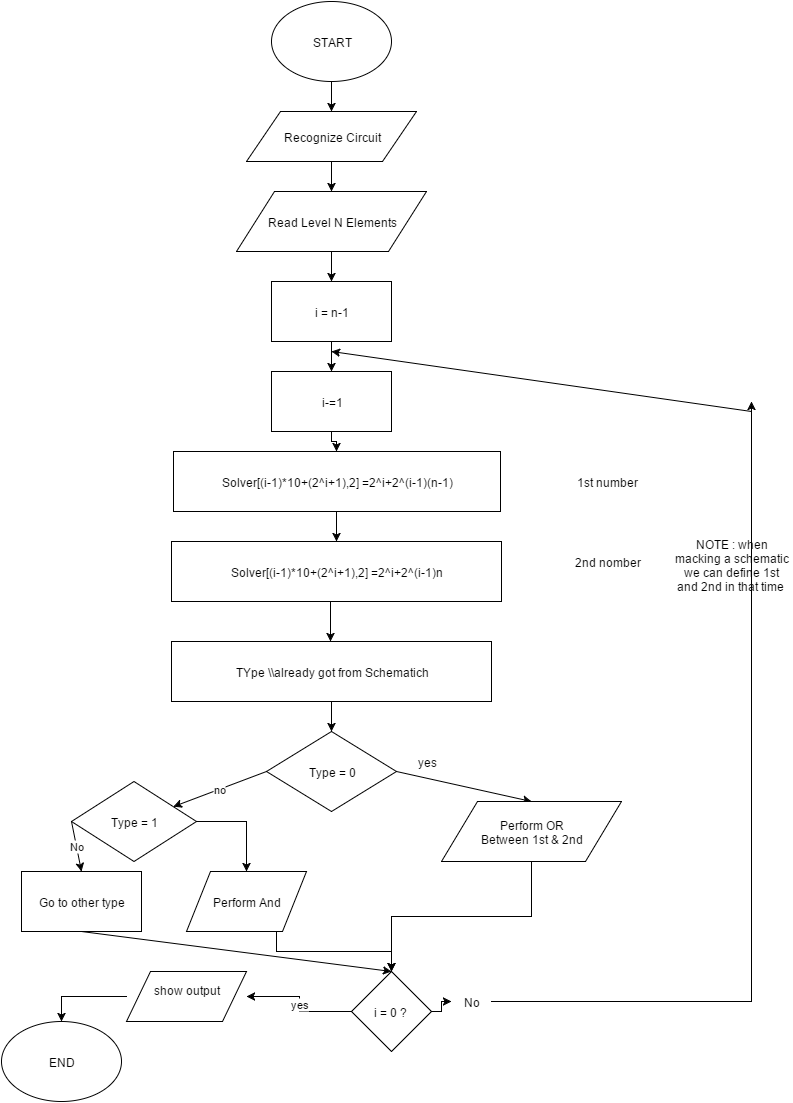 START
Recognize Circuit
Read Level N Elements
i = n-1
i-=1
Solver[(i-1)*10+(2^i+1),2] =2^i+2^(i-1)(n-1)
1st number
Solver[(i-1)*10+(2^i+1),2] =2^i+2^(i-1)n
2nd nomber
NOTE : when
macking a schematic
we can define 1st
and 2nd in that time
TYpe \\already got from Schematich
Type = 0
yes
no
Type = 1
Perform OR
Between 1st & 2nd
No
Go to other type
Perform And
i = 0 ?
No
yes
show output
END